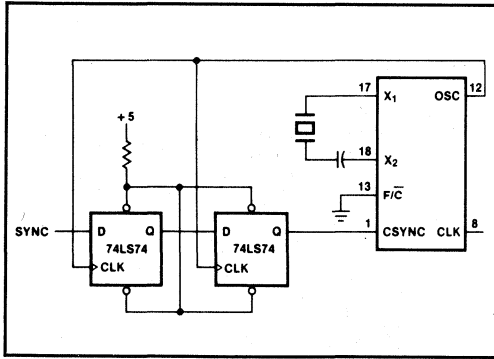 17
X1
OSC
12
+5
18
X2
13
F/C̅
SYNC
D
Q
74LS74
CLK
D
Q
74LS74
CLK
1
CSYNC
CLK
8